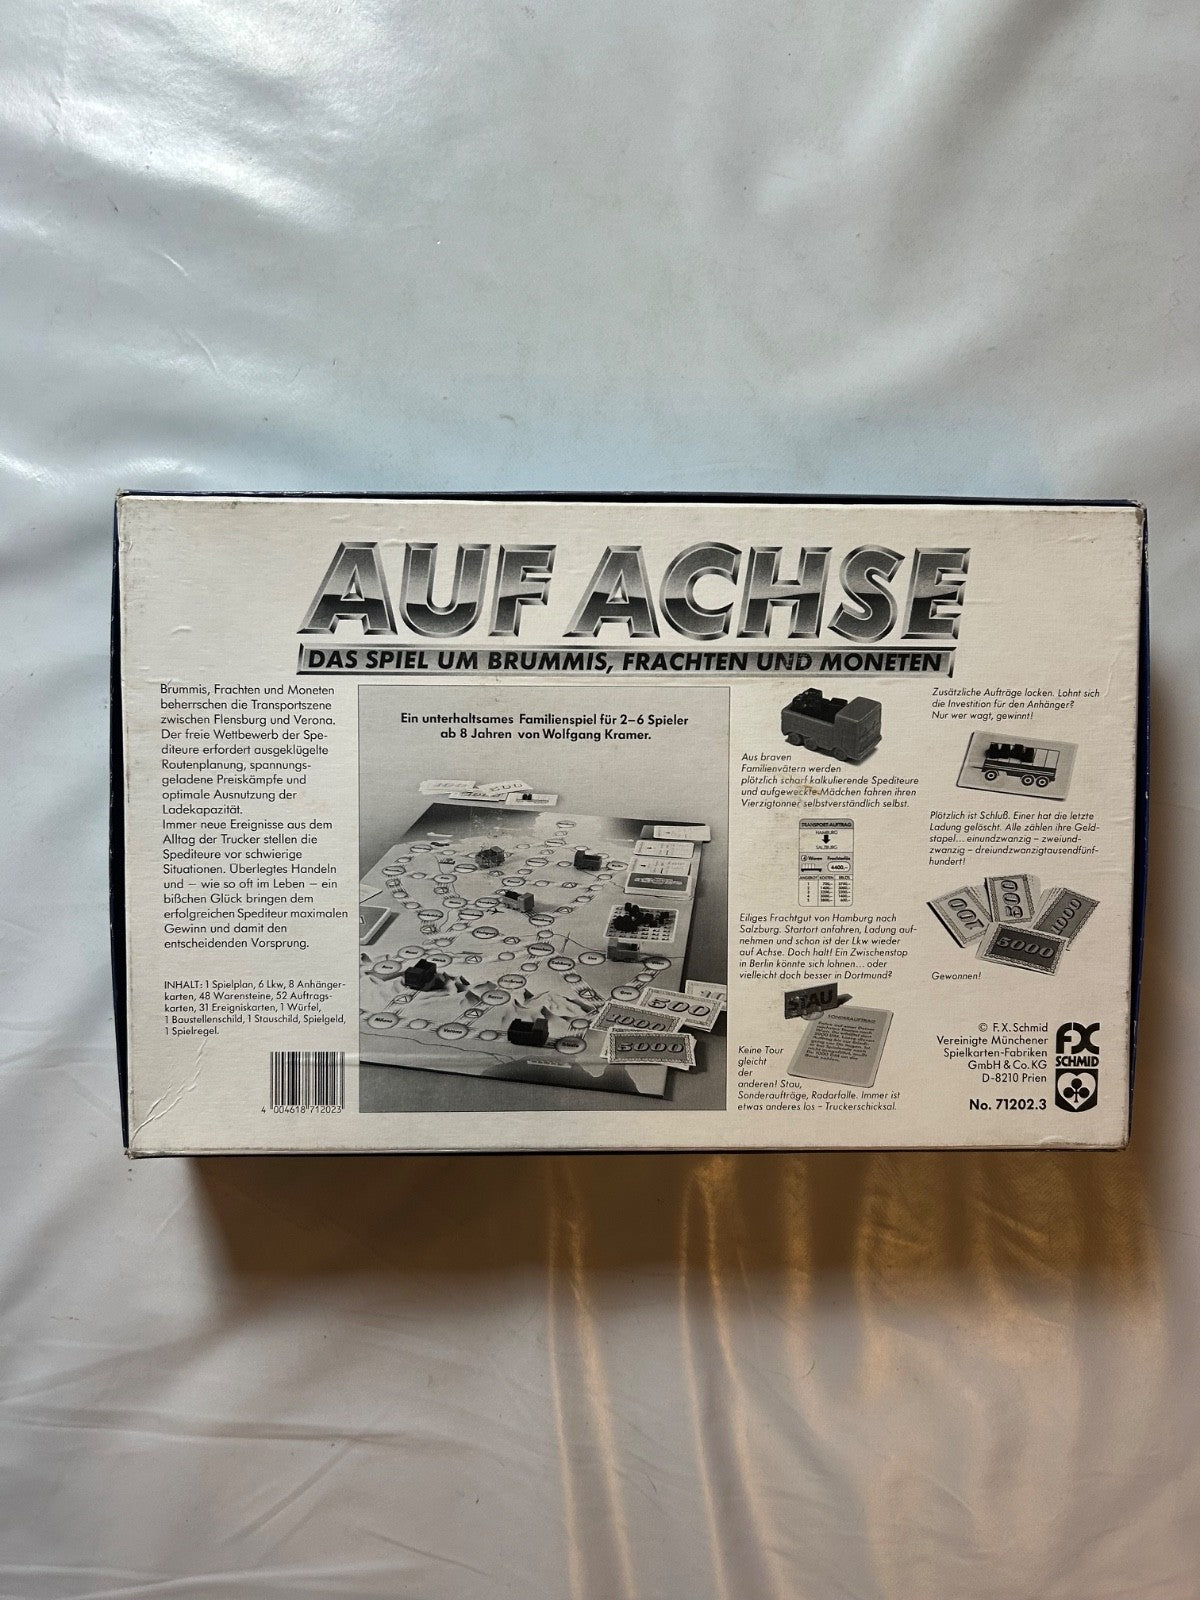 AUF ACHSE
DAS SPIEL UM BRUMMIS, FRACHTEN UND MONETEN
Brummis, Frachten und Moneten
beherrschen die Transportszene
zwischen Flensburg und Verona.
Der freie Wettbewerb der Spe-
diteure erfordert ausgeklügelte
Routenplanung, spannungs-
geladene Preiskämpfe und
optimale Ausnutzung der
Ladekapazität.
Immer neue Ereignisse aus dem
Alltag der Trucker stellen die
Spediteure vor schwierige
Situationen. Überlegtes Handeln
und – wie so oft im Leben – ein
bißchen Glück bringen dem
erfolgreichen Spediteur maximalen
Gewinn und damit den
entscheidenden Vorsprung.
INHALT: 1 Spielplan, 6 Lkw, 8 Anhänger-
karten, 48 Warensteine, 52 Auftrags-
karten, 31 Ereigniskarten, 1 Würfel,
1 Baustellenschild, 1 Stauschild, Spielgeld,
1 Spielregel.
4 004618 712023
Ein unterhaltsames Familienspiel für 2–6 Spieler
ab 8 Jahren von Wolfgang Kramer.
Verona
500
1000
5000
Aus braven
Familienvätern werden
plötzlich scharf kalkulierende Spediteure
und aufgeweckte Mädchen fahren ihren
Vierzigtonner selbstverständlich selbst.
TRANSPORT-AUFTRAG
HAMBURG
SALZBURG
4400,–
Eiliges Frachtgut von Hamburg nach
Salzburg. Startort anfahren, Ladung auf-
nehmen und schon ist der Lkw wieder
auf Achse. Doch halt! Ein Zwischenstop
in Berlin könnte sich lohnen... oder
vielleicht doch besser in Dortmund?
STAU
SONDERAUFTRAG
Keine Tour
gleicht
der
anderen! Stau,
Sonderaufträge, Radarfalle. Immer ist
etwas anderes los – Truckerschicksal.
Zusätzliche Aufträge locken. Lohnt sich
die Investition für den Anhänger?
Nur wer wagt, gewinnt!
Plötzlich ist Schluß. Einer hat die letzte
Ladung gelöscht. Alle zählen ihre Geld-
stapel... einundzwanzig – zweiund-
zwanzig – dreiundzwanzigtausendfünf-
hundert!
100
500
1000
5000
Gewonnen!
© F.X. Schmid
Vereinigte Münchener
Spielkarten-Fabriken
GmbH & Co. KG
D-8210 Prien
No. 71202.3
FX
SCHMID